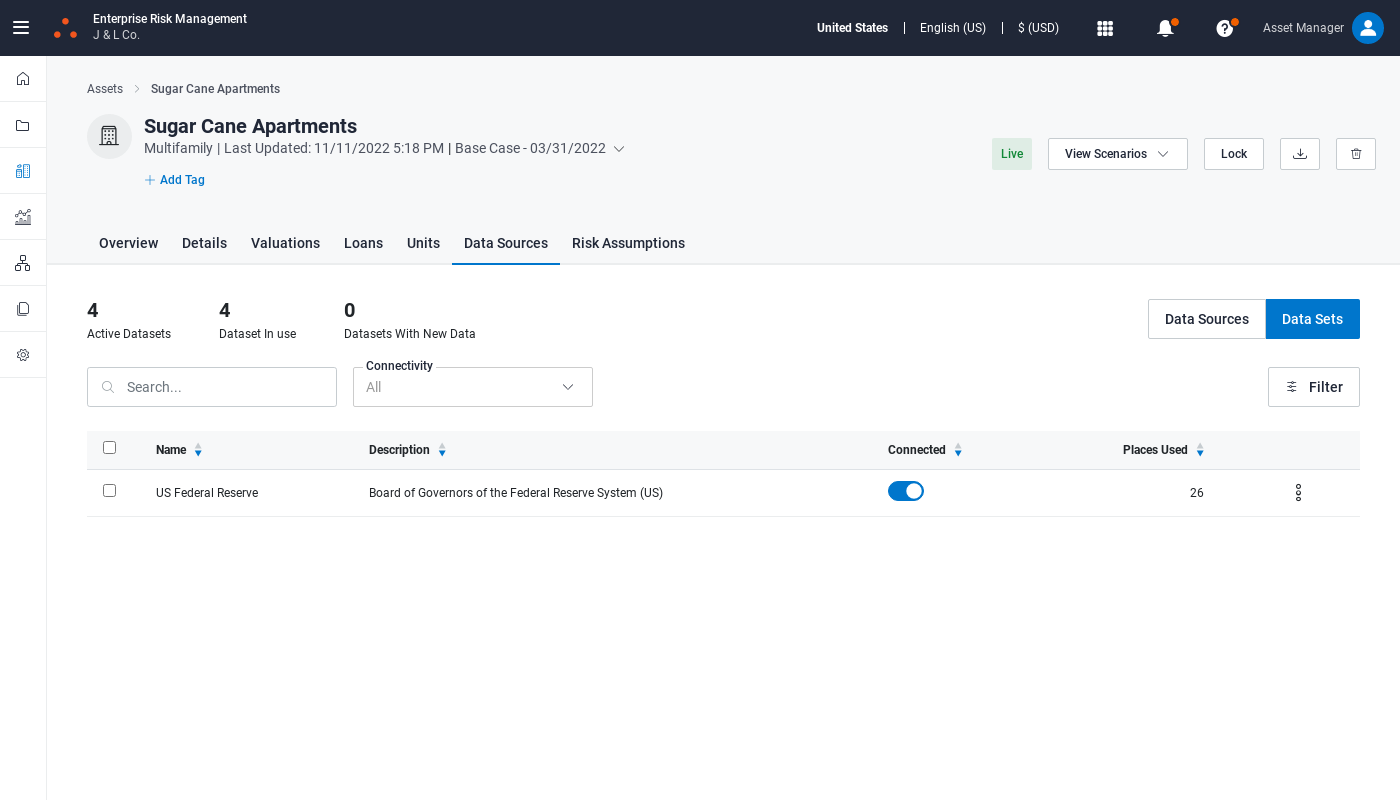 Enterprise Risk Management
J & L Co.
United States | English (US) | $ (USD)
Asset Manager
Assets > Sugar Cane Apartments
Sugar Cane Apartments
Multifamily | Last Updated: 11/11/2022 5:18 PM | Base Case - 03/31/2022
Add Tag
Live
View Scenarios
Lock
Overview Details Valuations Loans Units Data Sources Risk Assumptions
4 4 0
Active Datasets Dataset In use Datasets With New Data
Data Sources Data Sets
Connectivity
Search... All Filter
Name Description Connected Places Used
US Federal Reserve Board of Governors of the Federal Reserve System (US) 26